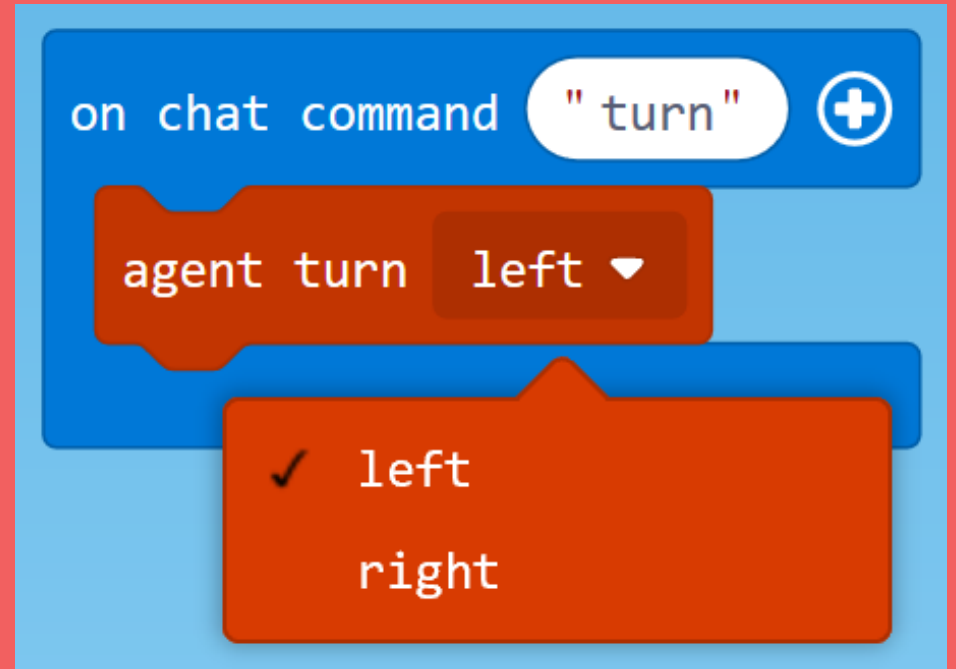 on chat command "turn"
agent turn left
left
right